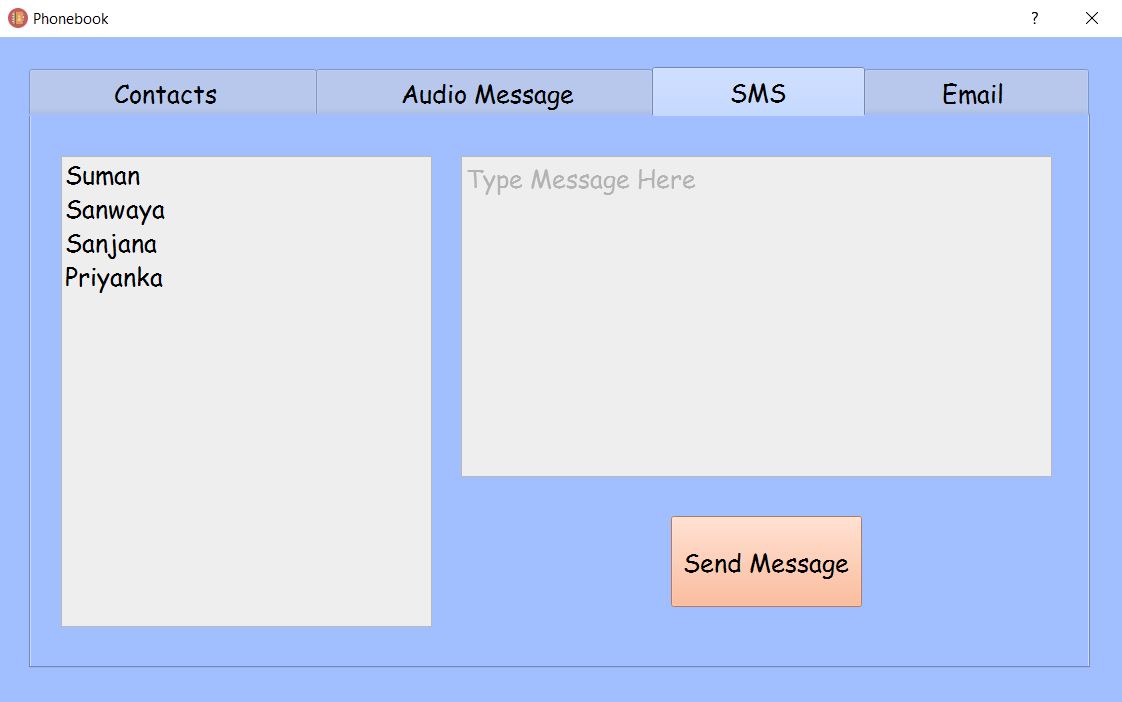 Phonebook
?
Contacts
Audio Message
SMS
Email
Suman
Sanwaya
Sanjana
Priyanka
Type Message Here
Send Message